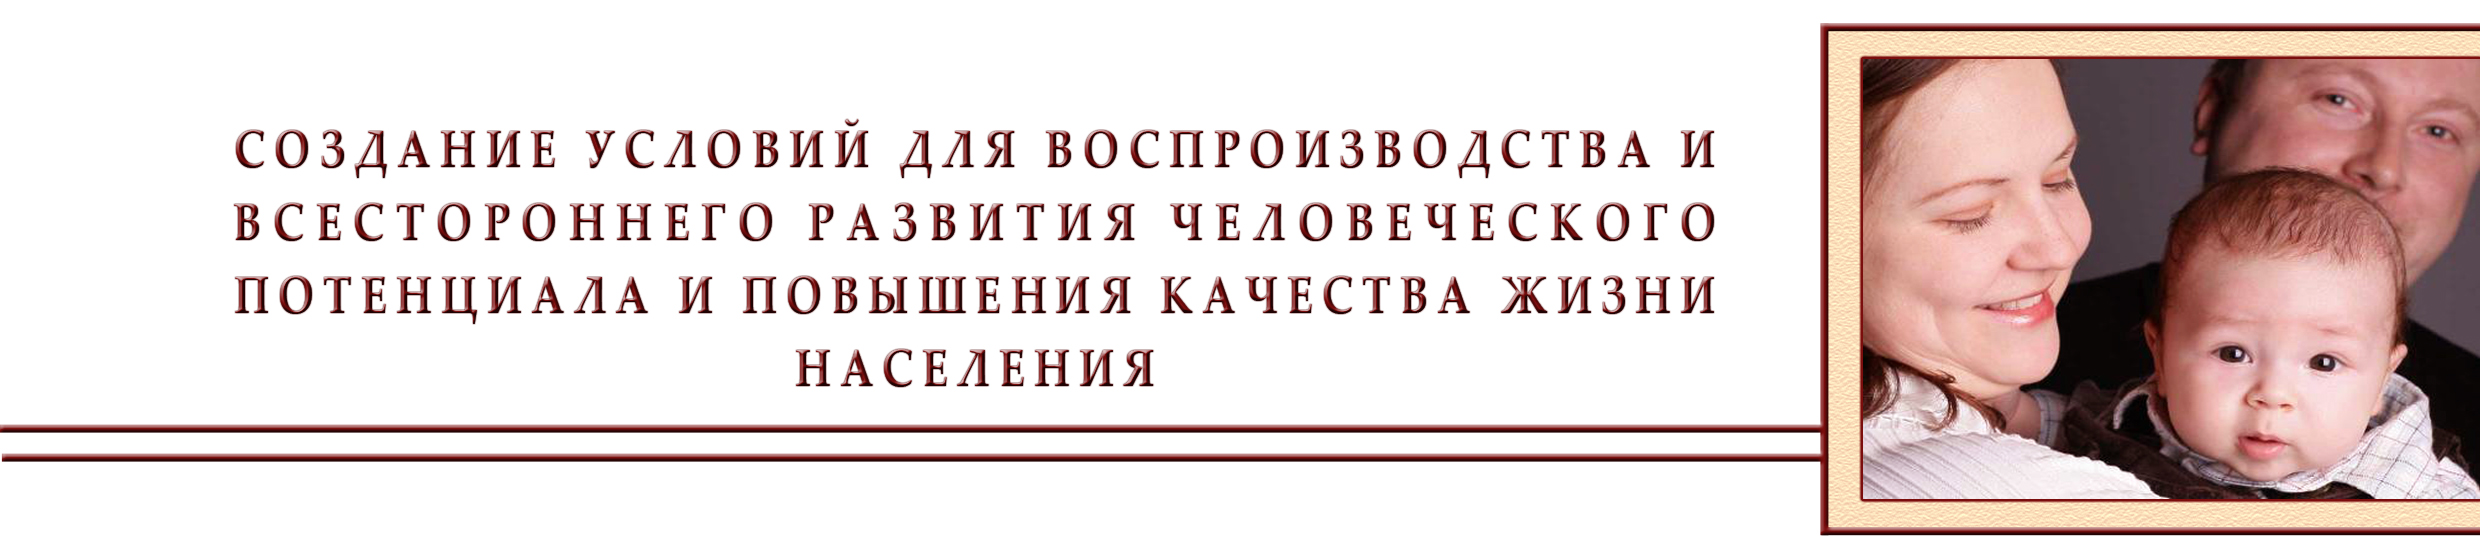 СОЗДАНИЕ УСЛОВИЙ ДЛЯ ВОСПРОИЗВОДСТВА И
ВСЕСТОРОННЕГО РАЗВИТИЯ ЧЕЛОВЕЧЕСКОГО
ПОТЕНЦИАЛА И ПОВЫШЕНИЯ КАЧЕСТВА ЖИЗНИ
НАСЕЛЕНИЯ